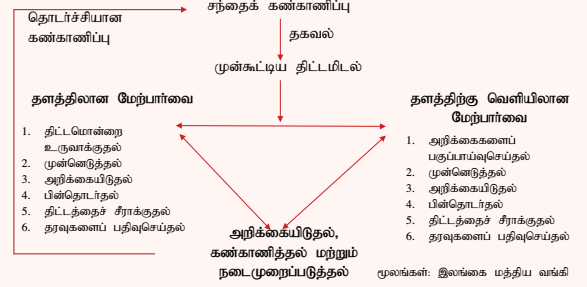 சந்தைக் கண்காணிப்பு
தொடர்ச்சியான
கண்காணிப்பு
தகவல்
முன்கூட்டிய திட்டமிடல்
தளத்திலான மேற்பார்வை
1. திட்டமொன்றை
உருவாக்குதல்
2. முன்னெடுத்தல்
3. அறிக்கையிடுதல்
4. பின்தொடர்தல்
5. திட்டத்தைச் சீராக்குதல்
6. தரவுகளைப் பதிவுசெய்தல்
தளத்திற்கு வெளியிலான
மேற்பார்வை
1. அறிக்கைகளைப்
பகுப்பாய்வுசெய்தல்
2. முன்னெடுத்தல்
3. அறிக்கையிடுதல்
4. பின்தொடர்தல்
5. திட்டத்தைச் சீராக்குதல்
6. தரவுகளைப் பதிவுசெய்தல்
அறிக்கையிடுதல்,
கண்காணித்தல் மற்றும்
நடைமுறைப்படுத்தல்
மூலங்கள்: இலங்கை மத்திய வங்கி